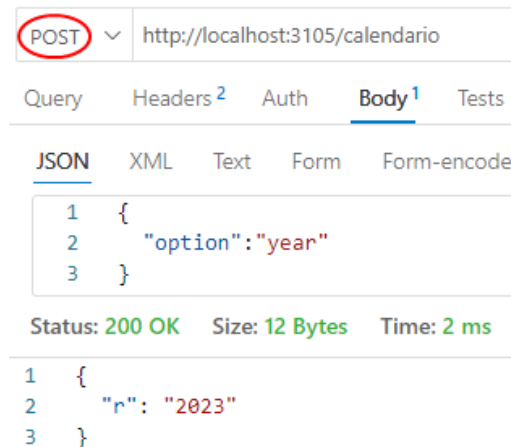 POST http://localhost:3105/calendario
Query Headers 2 Auth Body 1 Tests
JSON XML Text Form Form-encode
1 {
2 "option":"year"
3 }
Status: 200 OK Size: 12 Bytes Time: 2 ms
1 {
2 "r": "2023"
3 }